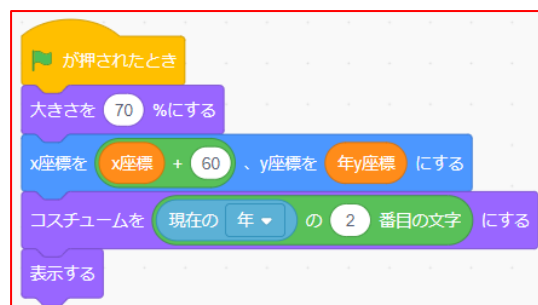 が押されたとき
大きさを 70 %にする
x座標を x座標 + 60 、y座標を 年y座標 にする
コスチュームを 現在の 年 の 2 番目の文字 にする
表示する